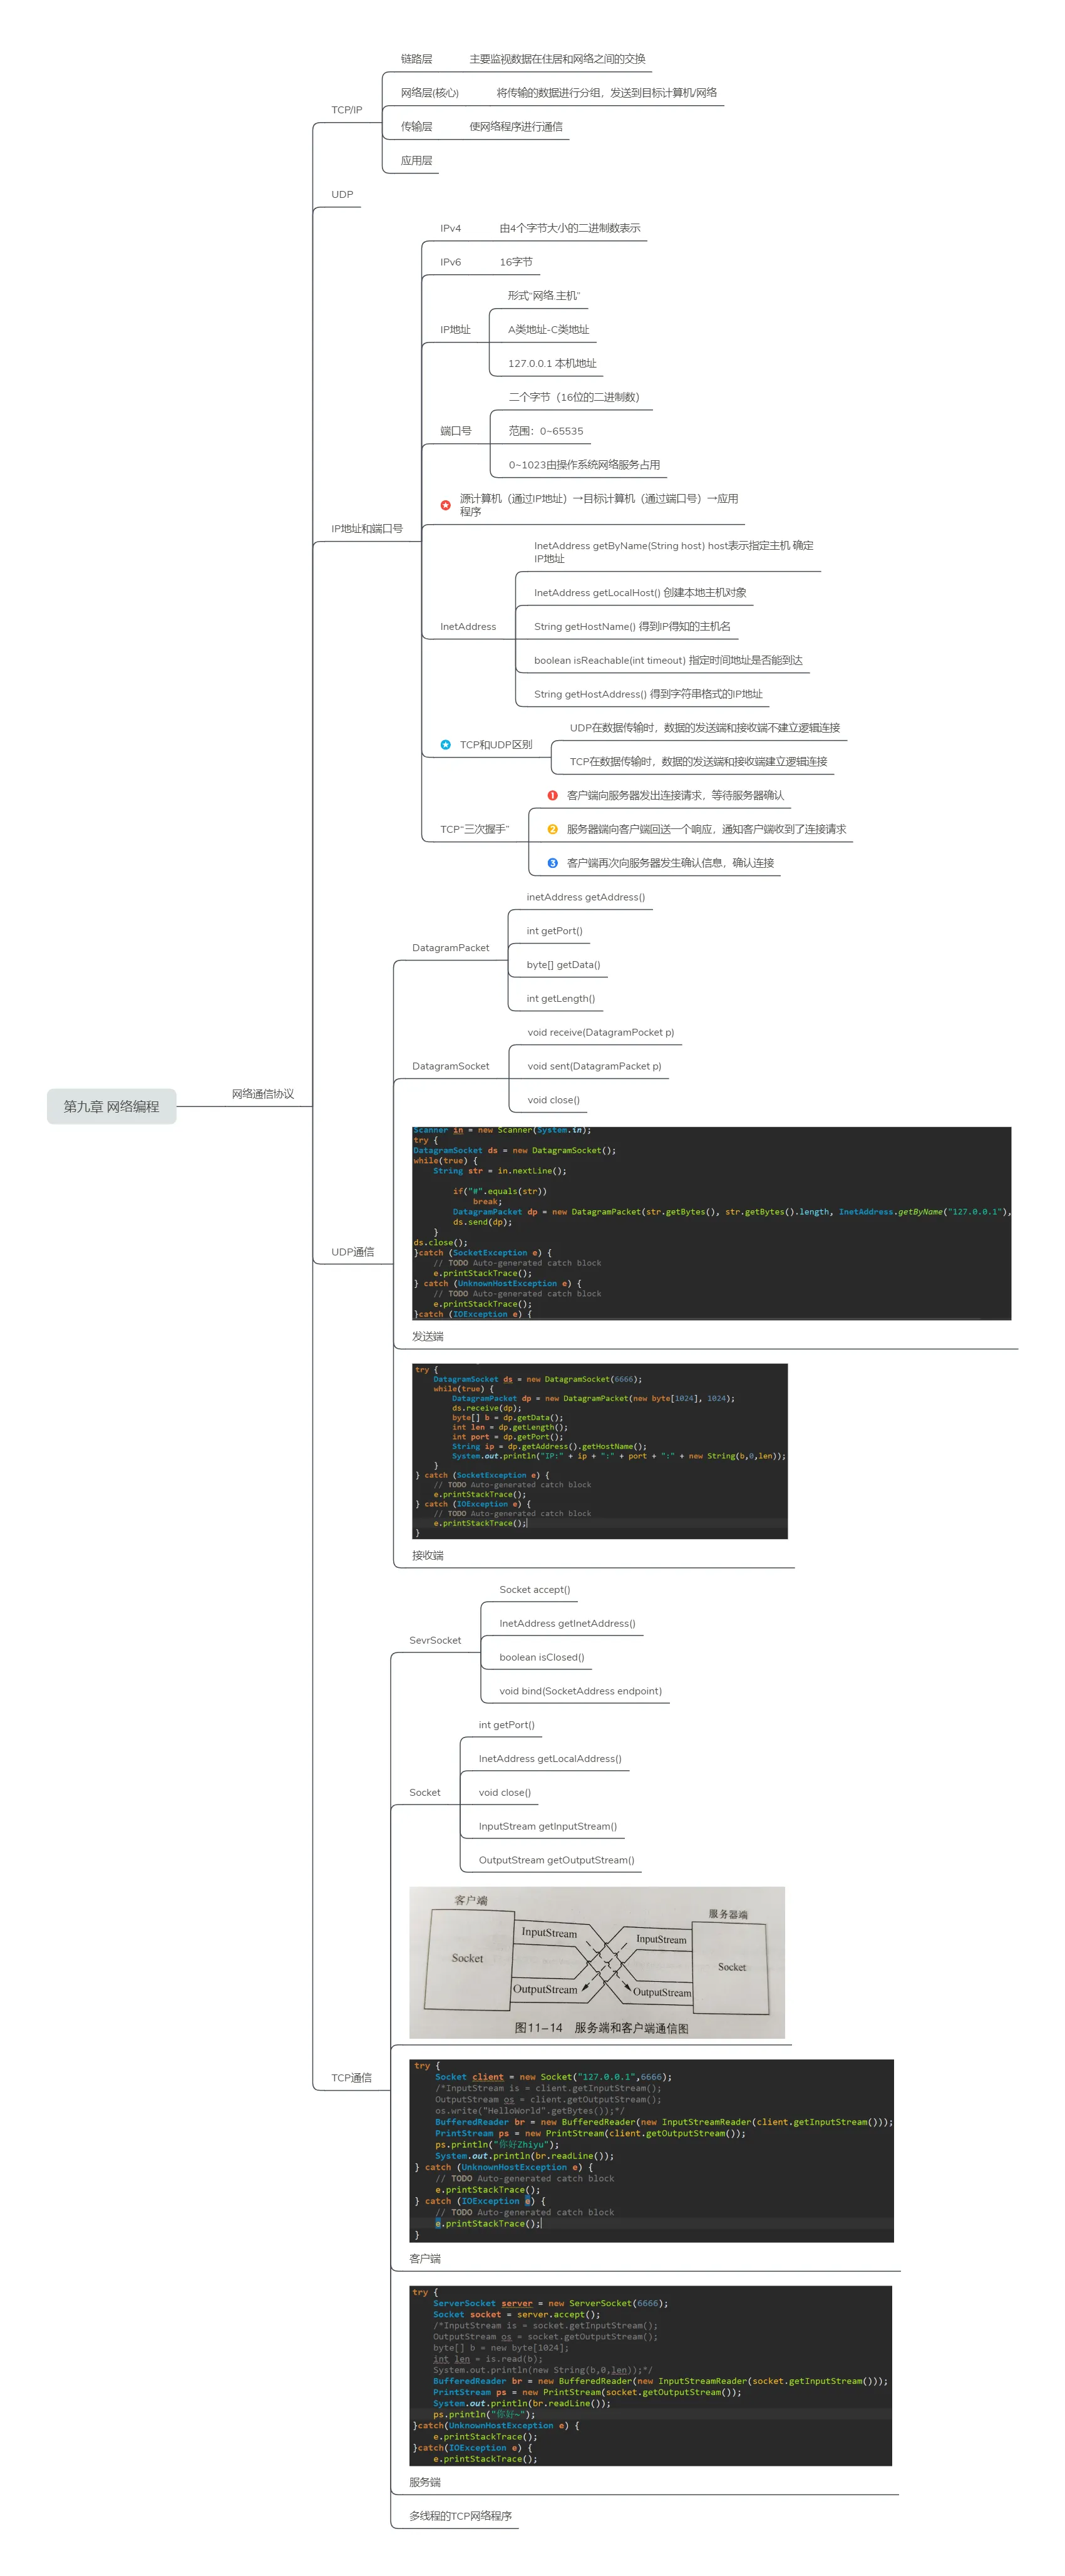 TCP/IP
链路层 主要监视数据在住居和网络之间的交换
网络层(核心) 将传输的数据进行分组，发送到目标计算机/网络
传输层 使网络程序进行通信
应用层
UDP
IP地址和端口号
IPv4 由4个字节大小的二进制数表示
IPv6 16字节
IP地址
形式"网络.主机"
A类地址-C类地址
127.0.0.1 本机地址
端口号
二个字节（16位的二进制数）
范围：0~65535
0~1023由操作系统网络服务占用
源计算机（通过IP地址）→目标计算机（通过端口号）→应用
程序
InetAddress
InetAddress getByName(String host) host表示指定主机 确定
IP地址
InetAddress getLocalHost() 创建本地主机对象
String getHostName() 得到IP得知的主机名
boolean isReachable(int timeout) 指定时间地址是否能到达
String getHostAddress() 得到字符串格式的IP地址
TCP和UDP区别
UDP在数据传输时，数据的发送端和接收端不建立逻辑连接
TCP在数据传输时，数据的发送端和接收端建立逻辑连接
TCP"三次握手"
1 客户端向服务器发出连接请求，等待服务器确认
2 服务器端向客户端回送一个响应，通知客户端收到了连接请求
3 客户端再次向服务器发生确认信息，确认连接
第九章 网络编程
网络通信协议
UDP通信
DatagramPacket
inetAddress getAddress()
int getPort()
byte[] getData()
int getLength()
DatagramSocket
void receive(DatagramPocket p)
void sent(DatagramPacket p)
void close()
Scanner in = new Scanner(System.in);
try {
DatagramSocket ds = new DatagramSocket();
while(true) {
String str = in.nextLine();
if("#".equals(str))
break;
DatagramPacket dp = new DatagramPacket(str.getBytes(), str.getBytes().length, InetAddress.getByName("127.0.0.1"),
ds.send(dp);
}
ds.close();
}catch (SocketException e) {
// TODO Auto-generated catch block
e.printStackTrace();
} catch (UnknownHostException e) {
// TODO Auto-generated catch block
e.printStackTrace();
}catch (IOException e) {
发送端
try {
DatagramSocket ds = new DatagramSocket(6666);
while(true) {
DatagramPacket dp = new DatagramPacket(new byte[1024], 1024);
ds.receive(dp);
byte[] b = dp.getData();
int len = dp.getLength();
int port = dp.getPort();
String ip = dp.getAddress().getHostName();
System.out.println("IP:" + ip + ":" + port + ":" + new String(b,0,len));
}
} catch (SocketException e) {
// TODO Auto-generated catch block
e.printStackTrace();
} catch (IOException e) {
// TODO Auto-generated catch block
e.printStackTrace();
}
接收端
TCP通信
SevrSocket
Socket accept()
InetAddress getInetAddress()
boolean isClosed()
void bind(SocketAddress endpoint)
Socket
int getPort()
InetAddress getLocalAddress()
void close()
InputStream getInputStream()
OutputStream getOutputStream()
客户端 服务器端
InputStream InputStream
Socket Socket
OutputStream OutputStream
图11-14 服务端和客户端通信图
try {
Socket client = new Socket("127.0.0.1",6666);
/*InputStream is = client.getInputStream();
OutputStream os = client.getOutputStream();
os.write("HelloWorld".getBytes());*/
BufferedReader br = new BufferedReader(new InputStreamReader(client.getInputStream()));
PrintStream ps = new PrintStream(client.getOutputStream());
ps.println("你好Zhiyu");
System.out.println(br.readLine());
} catch (UnknownHostException e) {
// TODO Auto-generated catch block
e.printStackTrace();
} catch (IOException e) {
// TODO Auto-generated catch block
e.printStackTrace();
}
客户端
try {
ServerSocket server = new ServerSocket(6666);
Socket socket = server.accept();
/*InputStream is = socket.getInputStream();
OutputStream os = socket.getOutputStream();
byte[] b = new byte[1024];
int len = is.read(b);
System.out.println(new String(b,0,len));*/
BufferedReader br = new BufferedReader(new InputStreamReader(socket.getInputStream()));
PrintStream ps = new PrintStream(socket.getOutputStream());
System.out.println(br.readLine());
ps.println("你好~");
}catch(UnknownHostException e) {
e.printStackTrace();
}catch(IOException e) {
e.printStackTrace();
服务端
多线程的TCP网络程序